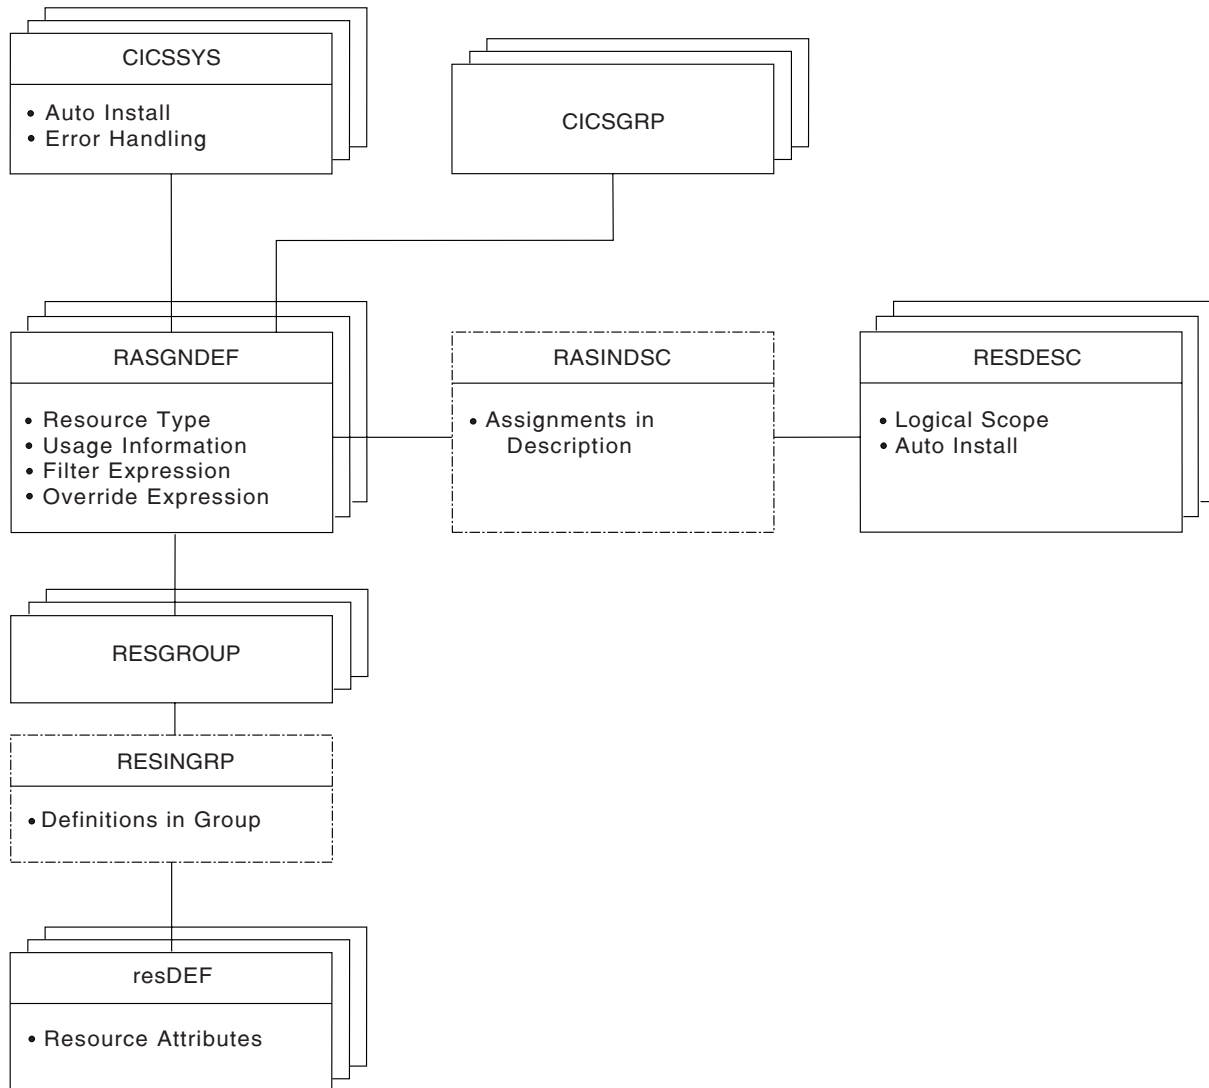 CICSSYS
• Auto Install
• Error Handling
CICSGRP
RASGNDEF
• Resource Type
• Usage Information
• Filter Expression
• Override Expression
RASINDSC
• Assignments in
Description
RESDESC
• Logical Scope
• Auto Install
RESGROUP
RESINGRP
• Definitions in Group
resDEF
• Resource Attributes